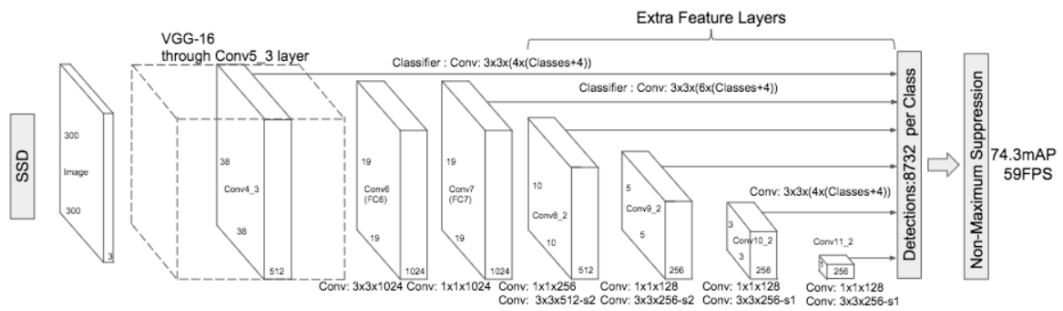 Extra Feature Layers
VGG-16
through Conv5_3 layer
Classifier : Conv: 3x3x(4x(Classes+4))
Classifier : Conv: 3x3x(6x(Classes+4))
SSD
300
Image
300
3
38
Conv4_3
38
512
19
Conv6
(FC6)
19
1024
19
Conv7
(FC7)
19
1024
10
Conv8_2
10
512
5
Conv9_2
5
256
Conv: 3x3x(4x(Classes+4))
3
Conv10_2
3
256
Conv11_2
1
256
Detections:8732 per Class
Non-Maximum Suppression
74.3mAP
59FPS
Conv: 3x3x1024
Conv: 1x1x1024
Conv: 1x1x256
Conv: 3x3x512-s2
Conv: 1x1x128
Conv: 3x3x256-s2
Conv: 1x1x128
Conv: 3x3x256-s1
Conv: 1x1x128
Conv: 3x3x256-s1